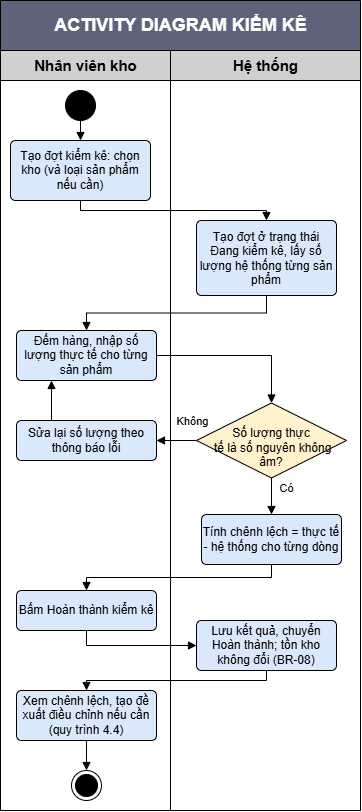 ACTIVITY DIAGRAM KIỂM KÊ
Nhân viên kho
Hệ thống
Tạo đợt kiểm kê: chọn
kho (và loại sản phẩm
nếu cần)
Tạo đợt ở trạng thái
Đang kiểm kê, lấy số
lượng hệ thống từng sản
phẩm
Đếm hàng, nhập số
lượng thực tế cho từng
sản phẩm
Số lượng thực
tế là số nguyên không
âm?
Không
Sửa lại số lượng theo
thông báo lỗi
Có
Tính chênh lệch = thực tế
- hệ thống cho từng dòng
Bấm Hoàn thành kiểm kê
Lưu kết quả, chuyển
Hoàn thành; tồn kho
không đổi (BR-08)
Xem chênh lệch, tạo đề
xuất điều chỉnh nếu cần
(quy trình 4.4)